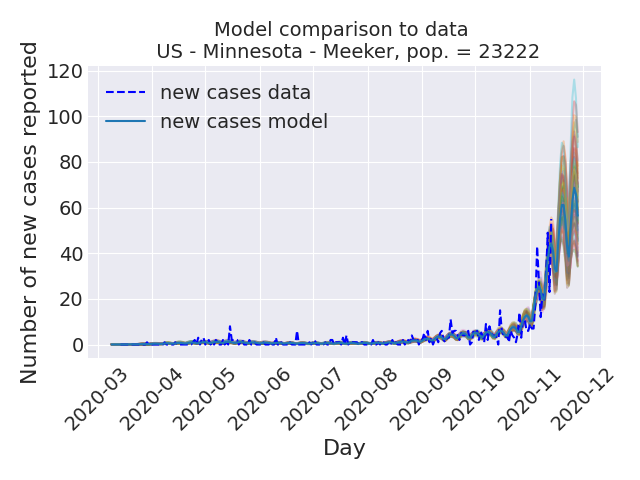 Model comparison to data
US - Minnesota - Meeker, pop. = 23222
Number of new cases reported
120
100
80
60
40
20
0
new cases data
new cases model
2020-03
2020-04
2020-05
2020-06
2020-07
2020-08
2020-09
2020-10
2020-11
2020-12
Day